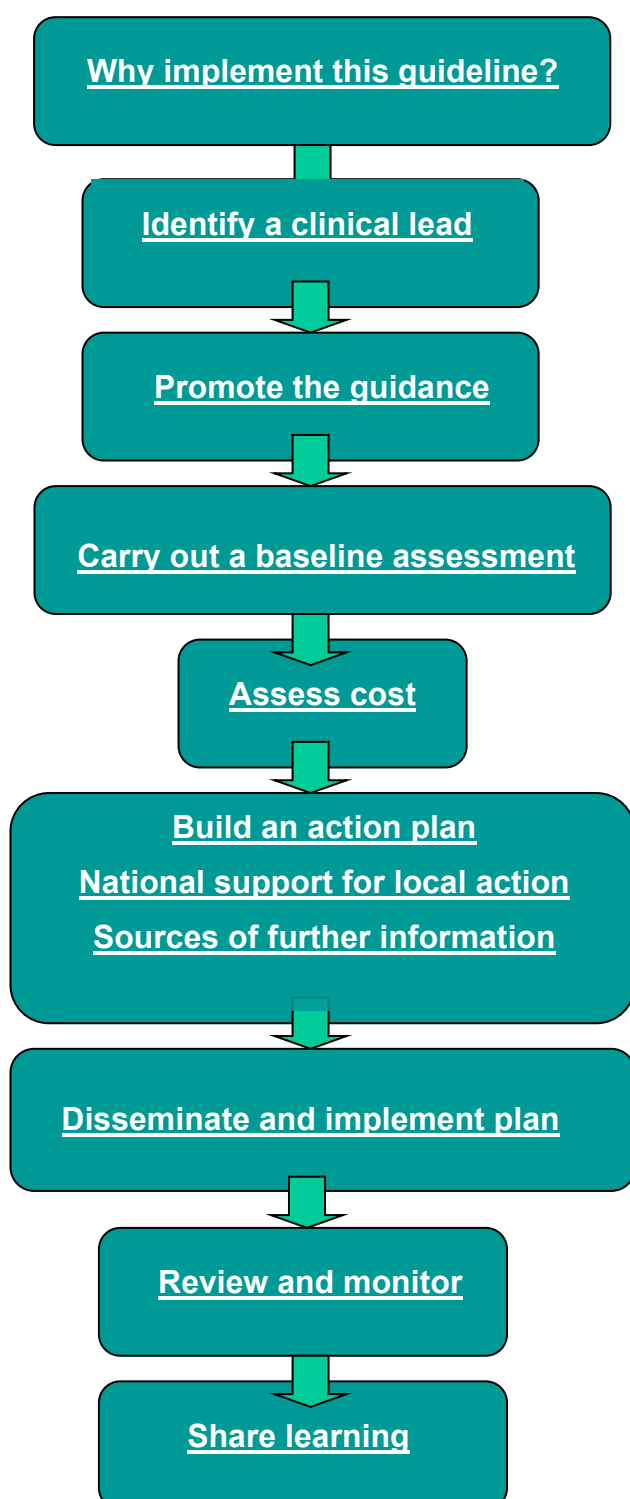 Why implement this guideline?
Identify a clinical lead
Promote the guidance
Carry out a baseline assessment
Assess cost
Build an action plan
National support for local action
Sources of further information
Disseminate and implement plan
Review and monitor
Share learning